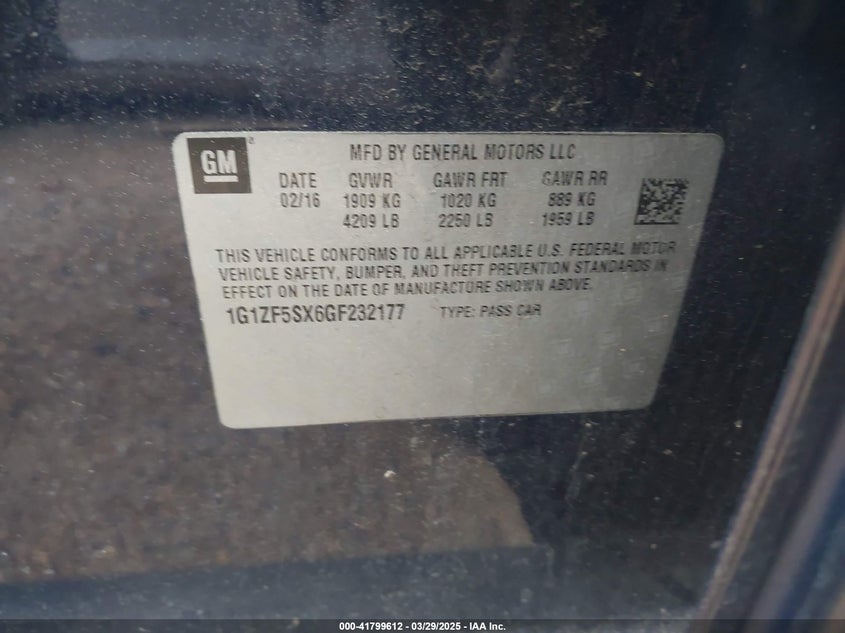 GM
MFD BY GENERAL MOTORS LLC
DATE GVWR GAWR FRT GAWR RR
02/16 1909 KG 1020 KG 889 KG
4209 LB 2250 LB 1959 LB
THIS VEHICLE CONFORMS TO ALL APPLICABLE U.S. FEDERAL MOTOR
VEHICLE SAFETY, BUMPER, AND THEFT PREVENTION STANDARDS IN
EFFECT ON THE DATE OF MANUFACTURE SHOWN ABOVE.
1G1ZF5SX6GF232177 TYPE: PASS CAR
000-41799612 - 03/29/2025 - IAA Inc.